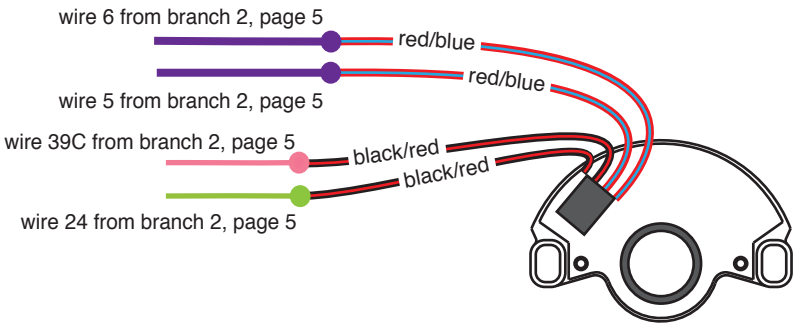 wire 6 from branch 2, page 5
red/blue
red/blue
wire 5 from branch 2, page 5
wire 39C from branch 2, page 5
black/red
black/red
wire 24 from branch 2, page 5